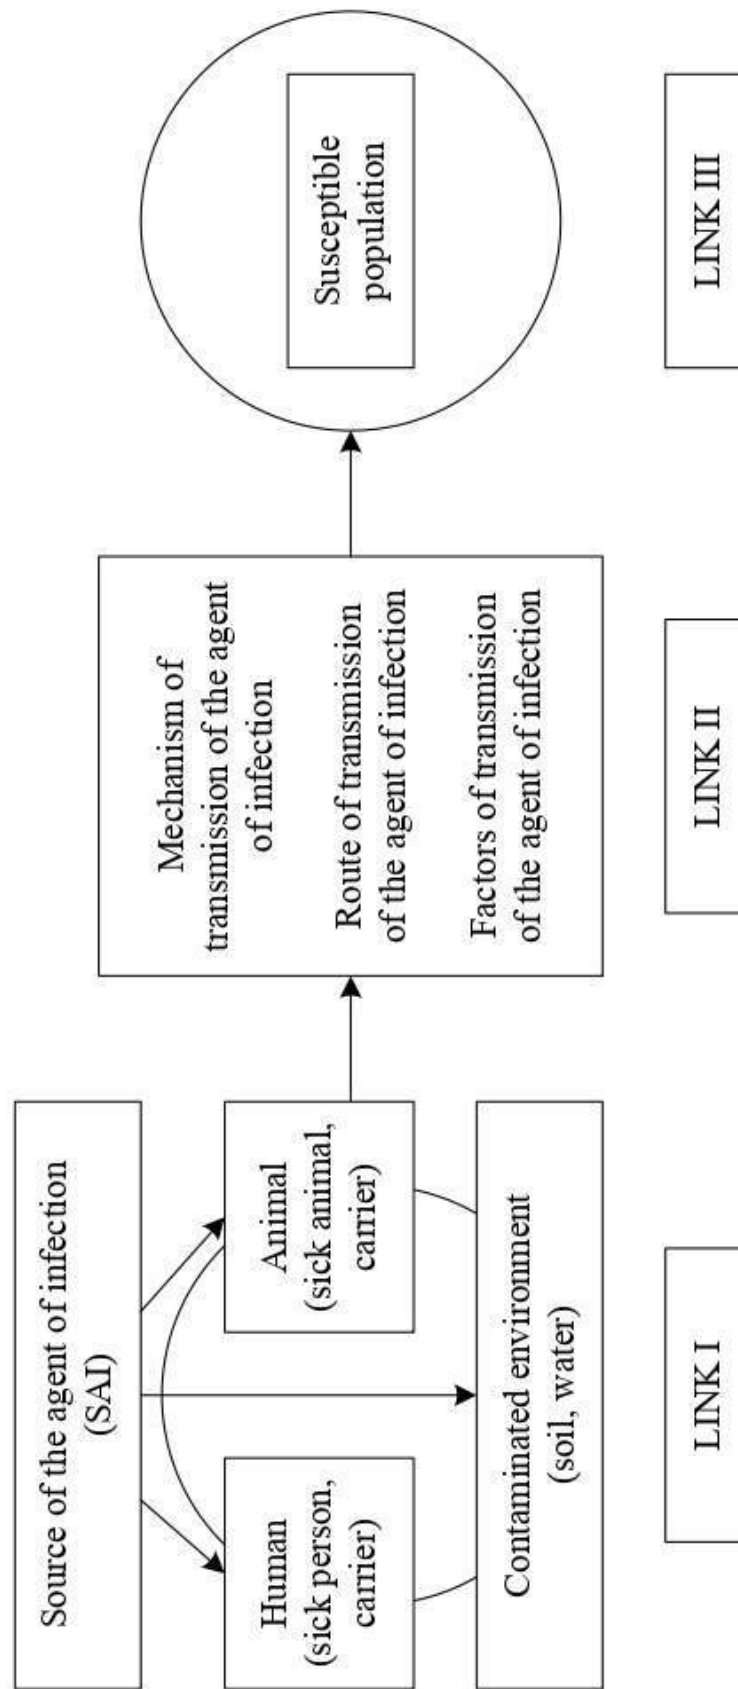 Source of the agent of infection
(SAI)
Human
(sick person,
carrier)
Animal
(sick animal,
carrier)
Contaminated environment
(soil, water)
LINK I
Mechanism of
transmission of the agent
of infection
Route of transmission
of the agent of infection
Factors of transmission
of the agent of infection
LINK II
Susceptible
population
LINK III